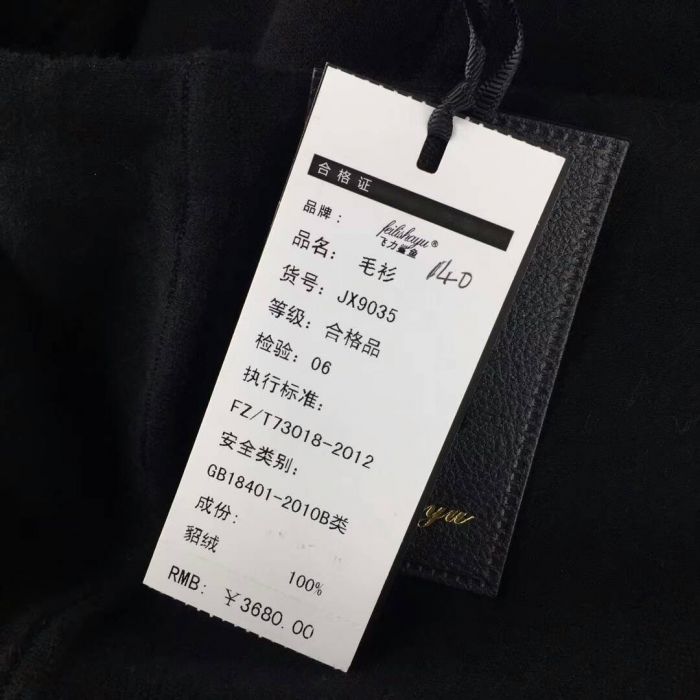 合格证
品牌: feilishayu®
飞力鲨鱼
品名: 毛衫
货号: JX9035
等级: 合格品
检验: 06
执行标准:
FZ/T73018-2012
安全类别:
GB18401-2010B类
成份:
貂绒
100%
RMB: ￥3680.00
yee